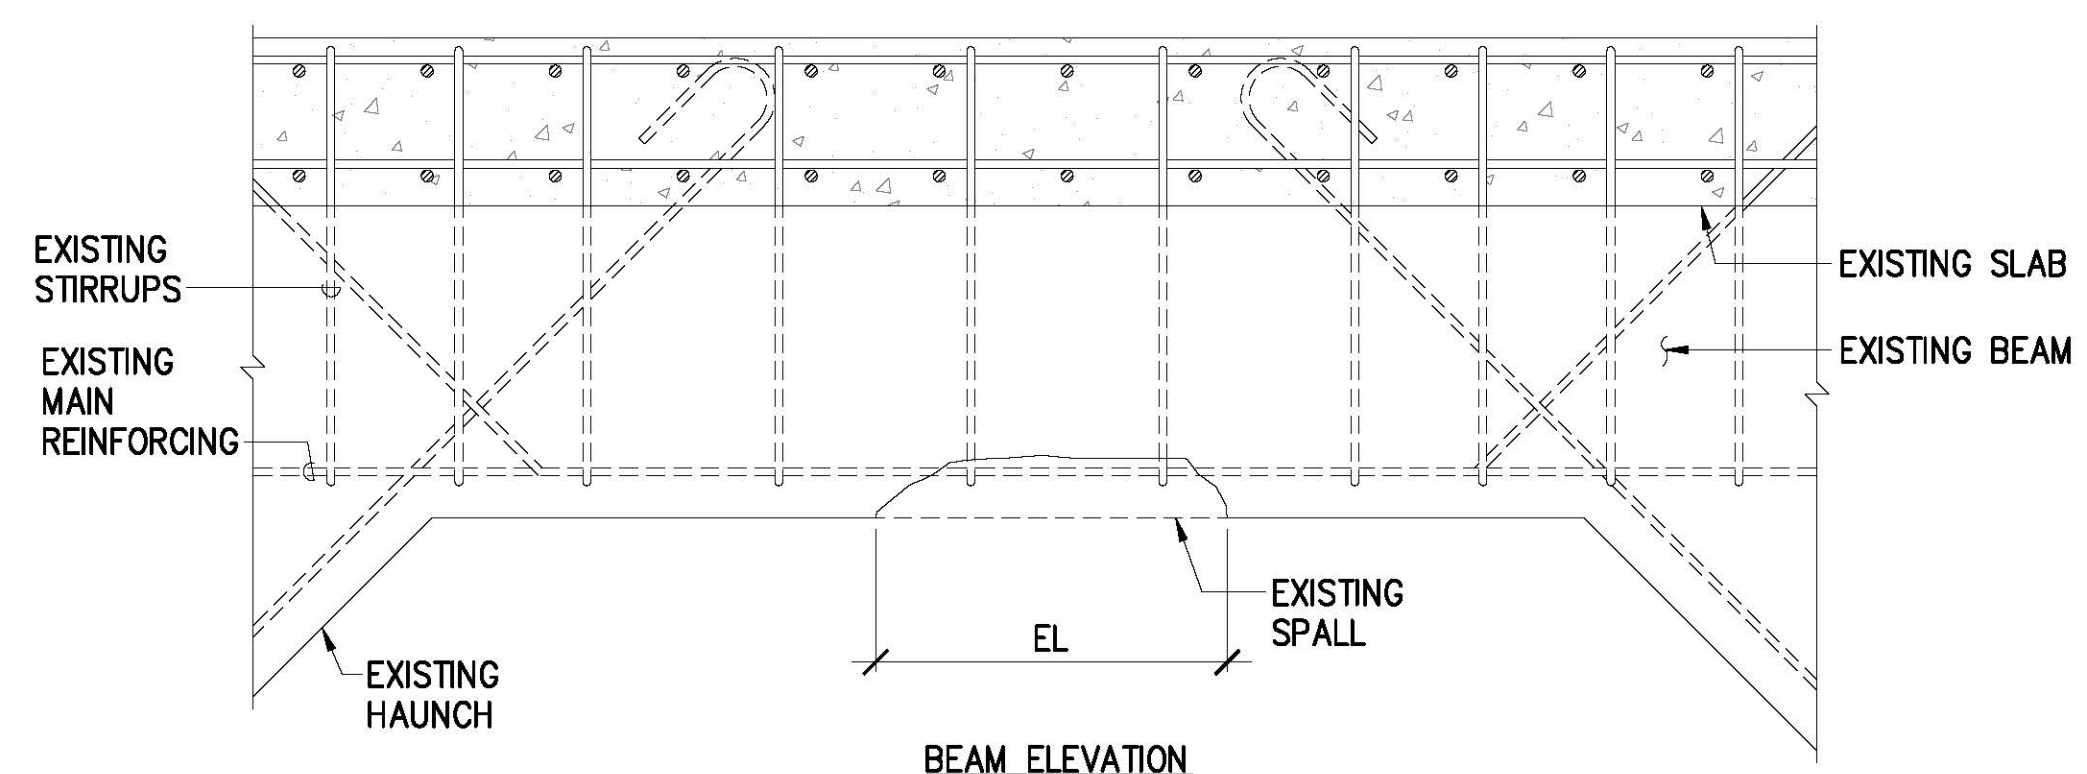 EXISTING
STIRRUPS
EXISTING
MAIN
REINFORCING
EXISTING SLAB
EXISTING BEAM
EXISTING
SPALL
EL
EXISTING
HAUNCH
BEAM ELEVATION